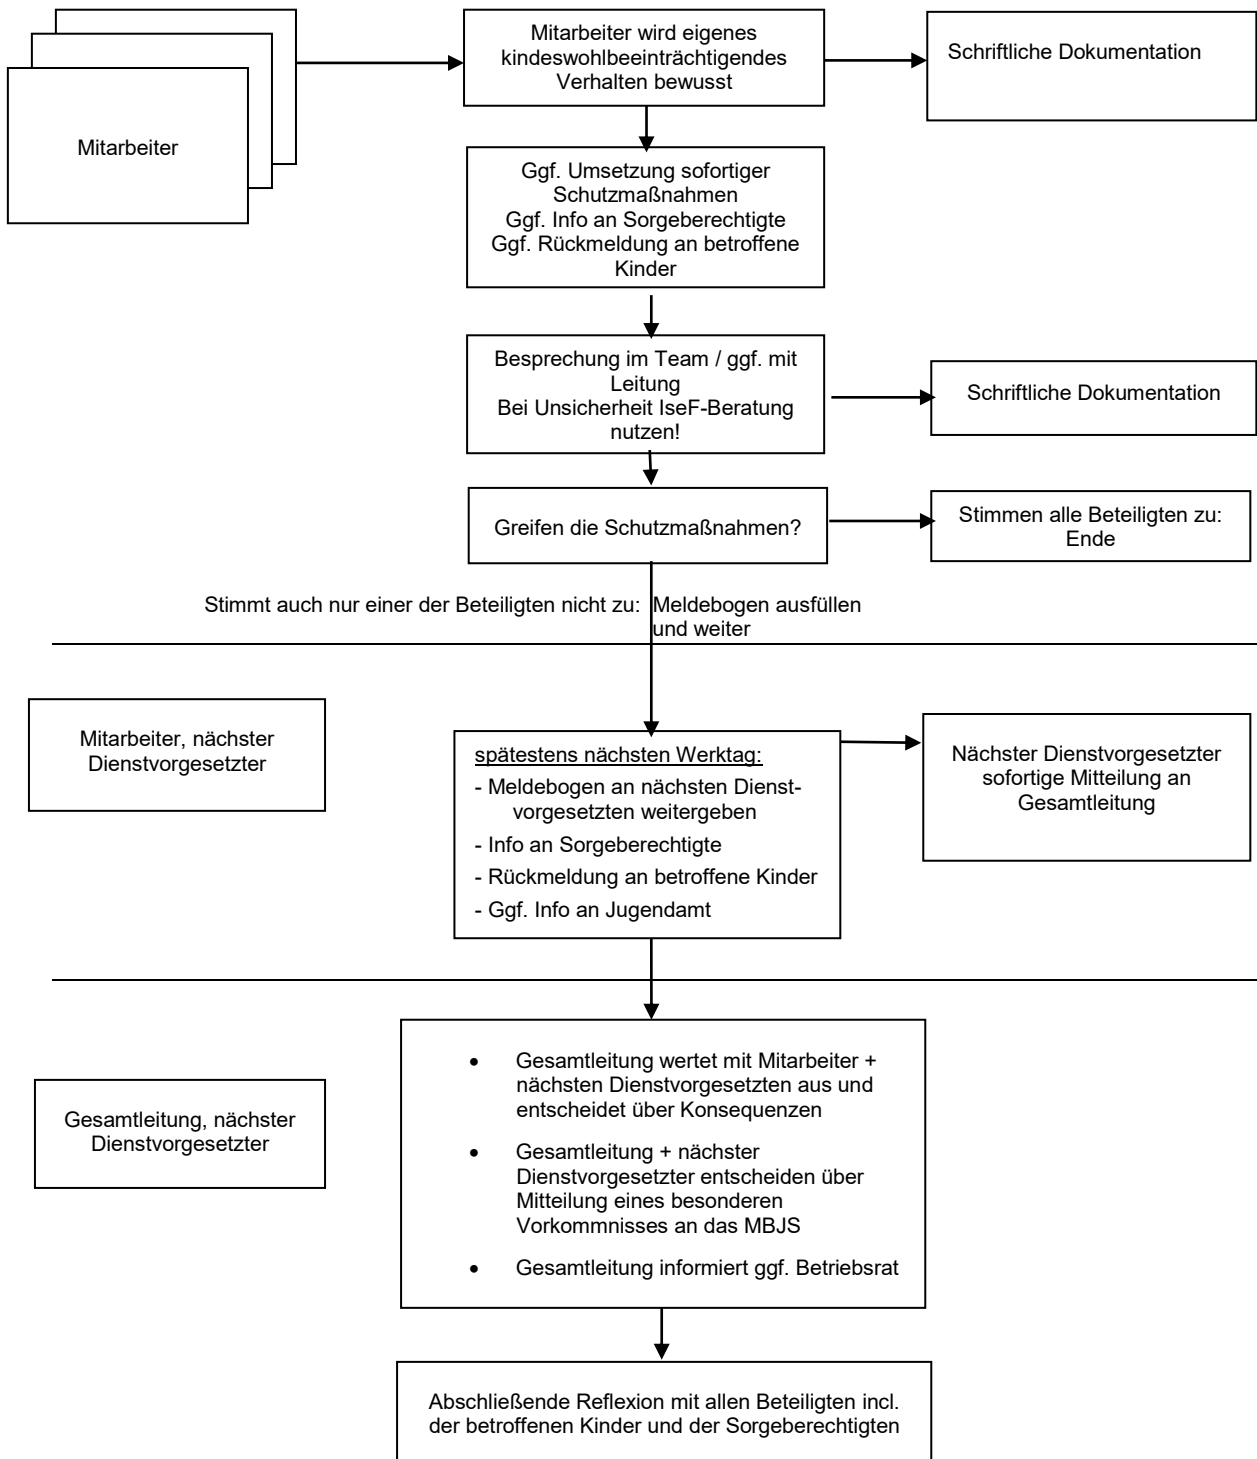 Mitarbeiter
Mitarbeiter wird eigenes
kindeswohlbeeinträchtigendes
Verhalten bewusst
Schriftliche Dokumentation
Ggf. Umsetzung sofortiger
Schutzmaßnahmen
Ggf. Info an Sorgeberechtigte
Ggf. Rückmeldung an betroffene
Kinder
Besprechung im Team / ggf. mit
Leitung
Bei Unsicherheit IseF-Beratung
nutzen!
Schriftliche Dokumentation
Greifen die Schutzmaßnahmen?
Stimmen alle Beteiligten zu:
Ende
Stimmt auch nur einer der Beteiligten nicht zu: Meldebogen ausfüllen
und weiter
Mitarbeiter, nächster
Dienstvorgesetzter
spätestens nächsten Werktag:
- Meldebogen an nächsten Dienst-
vorgesetzten weitergeben
- Info an Sorgeberechtigte
- Rückmeldung an betroffene Kinder
- Ggf. Info an Jugendamt
Nächster Dienstvorgesetzter
sofortige Mitteilung an
Gesamtleitung
Gesamtleitung, nächster
Dienstvorgesetzter
• Gesamtleitung wertet mit Mitarbeiter +
nächsten Dienstvorgesetzten aus und
entscheidet über Konsequenzen
• Gesamtleitung + nächster
Dienstvorgesetzter entscheiden über
Mitteilung eines besonderen
Vorkommnisses an das MBJS
• Gesamtleitung informiert ggf. Betriebsrat
Abschließende Reflexion mit allen Beteiligten incl.
der betroffenen Kinder und der Sorgeberechtigten